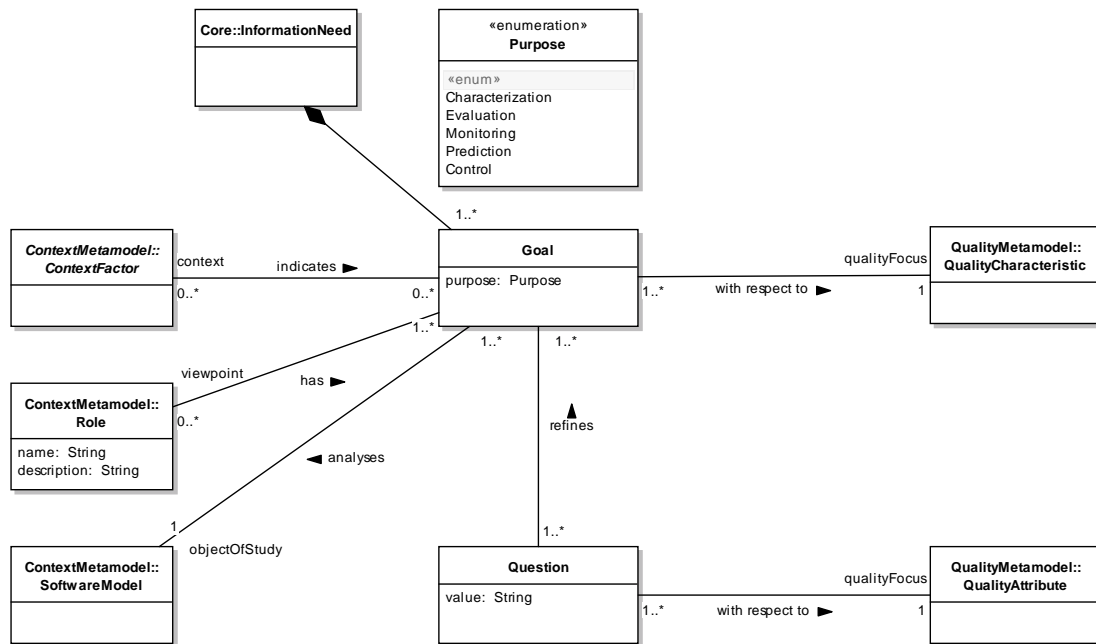 Core::InformationNeed
«enumeration»
Purpose
«enum»
Characterization
Evaluation
Monitoring
Prediction
Control
1..*
ContextMetamodel::
ContextFactor
context
indicates ►
0..*
0..*
Goal
purpose: Purpose
qualityFocus
1..*
with respect to ►
1
QualityMetamodel::
QualityCharacteristic
1..*
1..*
1..*
viewpoint
has ►
0..*
ContextMetamodel::
Role
name: String
description: String
refines
◄ analyses
1
objectOfStudy
1..*
ContextMetamodel::
SoftwareModel
Question
value: String
qualityFocus
1..*
with respect to ►
1
QualityMetamodel::
QualityAttribute